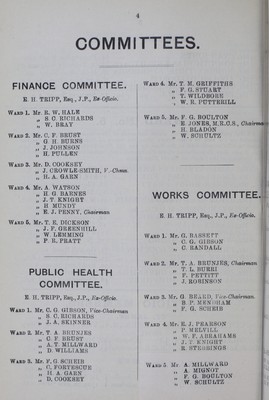 4
COMMITTEES.
FINANCE COMMITTEE.
E. H. TRIPP, Esq., J.P., Ex-Officio.
WARD 1. Mr. E. W. HALE
„ S C RICHARDS
„ W. BRAY
WARD 2. Mr. C. F. BRUST
„ G. H. BURNS
„ J. JOHNSON
„ H. PULLEN
WARD 3. Mr. D. COOKSEY
„ J. CROWLE-SMITH, V.-Chmn.
„ H. A. GARN
WARD 4. Mr. A. WATSON
„ H. G. BARNES
„ J. T. KNIGHT
„ H. MUNDY
„ E. J. PENNY, Chairman
WARD 5. Mr. T. E. DICKSON
„ J. F. GREENHILL
„ W. LEMMING
„ P. R. PRATT
PUBLIC HEALTH
COMMITTEE.
E. H. TRIPP, Esq., J.P., Ex-Officio.
WARD 1. Mr. C. G. GIBSON, Vice-Chairman
„ S. C. RICHARDS
„ J. A. SKINNER
WARD 2. Mr. T. A. BRUNJES
„ C. F. BRUST
„ A. T. MILLWARD
„ D. WILLIAMS
WARD 3. Mr. F. G. SCHEIB
„ C. FORTESCUE
„ H. A. GARN
„ D. COOKSEY
WARD 4. Mr. T. M. GRIFFITHS
„ F. G. STUART
„ T. WILDBORE
„ W. R. PUTTERILL
WARD 5. Mr. F. G. BOULTON
„ E. JONES, M.R.C.S., Chairman
„ H. BLADON
„ W. SCHULTZ
WORKS COMMITTEE.
E. H. TRIPP, Esq., J.P., Ex-Officio.
WARD 1. Mr. G. BASSETT
„ C. G. GIBSON
„ C. RANDALL
WARD 2. Mr. T. A. BRUNJES, Chairman
„ T. L. BURRI
„ F. PETTITT
„ J. ROBINSON
WARD 3. Mr. G. BEARD, Vice-Chairman
„ B. P. MENGHAM
„ F. G. SCHEIB
WARD 4. Mr. E. J. PEARSON
„ P. MELVILL
„ W. F. ABRAHAMS
„ J. T. KNIGHT
„ R. STEBBINGS
WARD 5. Mr. A. MILLWARD
„ A. MIGNOT
„ F. G. BOULTON
„ W. SCHULTZ